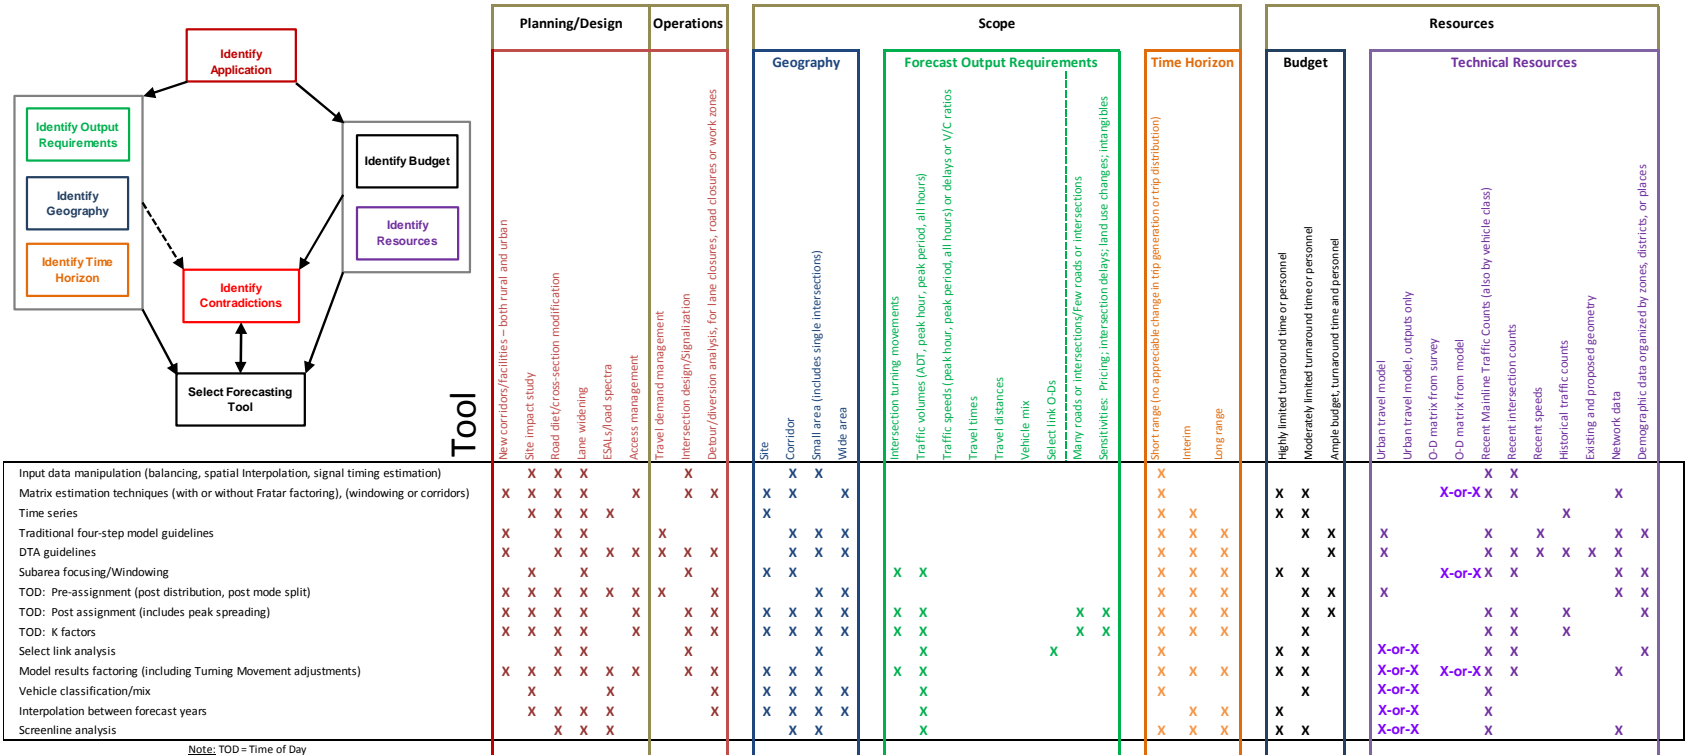 Planning/Design Operations Scope Resources
Identify
Application
Geography Forecast Output Requirements Time Horizon Budget Technical Resources
Identify Output
Requirements
Identify Budget
Identify
Geography
Identify
Resources
Identify Time
Horizon
Identify
Contradictions
Select Forecasting
Tool
Tool
New corridors/facilities – both rural and urban
Site impact study
Road diet/cross-section modification
Lane widening
ESALs/load spectra
Access management
Travel demand management
Intersection design/Signalization
Detour/diversion analysis, for lane closures, road closures or work zones
Site
Corridor
Small area (includes single intersections)
Wide area
Intersection turning movements
Traffic volumes (ADT, peak hour, peak period, all hours)
Traffic speeds (peak hour, peak period, all hours) or delays or V/C ratios
Travel times
Travel distances
Vehicle mix
Select link O-Ds
Many roads or intersections/Few roads or intersections
Sensitivities: Pricing; intersection delays; land use changes; intangibles
Short range (no appreciable change in trip generation or trip distribution)
Interim
Long range
Highly limited turnaround time or personnel
Moderately limited turnaround time or personnel
Ample budget, turnaround time and personnel
Urban travel model
Urban travel model, outputs only
O-D matrix from survey
O-D matrix from model
Recent Mainline Traffic Counts (also by vehicle class)
Recent intersection counts
Recent speeds
Historical traffic counts
Existing and proposed geometry
Network data
Demographic data organized by zones, districts, or places
Input data manipulation (balancing, spatial Interpolation, signal timing estimation) X X X X X X X X X
Matrix estimation techniques (with or without Fratar factoring), (windowing or corridors) X X X X X X X X X X X X X X-or-X X X X
Time series X X X X X X X X X X
Traditional four-step model guidelines X X X X X X X X X X X X X X X X X
DTA guidelines X X X X X X X X X X X X X X X X X X X X X X
Subarea focusing/Windowing X X X X X X X X X X X X X-or-X X X X X
TOD: Pre-assignment (post distribution, post mode split) X X X X X X X X X X X X X X X X X
TOD: Post assignment (includes peak spreading) X X X X X X X X X X X X X X X X X X X X X X X X
TOD: K factors X X X X X X X X X X X X X X X X X X X X X X
Select link analysis X X X X X X X X X X-or-X X X X
Model results factoring (including Turning Movement adjustments) X X X X X X X X X X X X X X X X X X X X-or-X X-or-X X X X
Vehicle classification/mix X X X X X X X X X X X-or-X X
Interpolation between forecast years X X X X X X X X X X X X X X-or-X X
Screenline analysis X X X X X X X X X X X X-or-X X X
Note: TOD = Time of Day